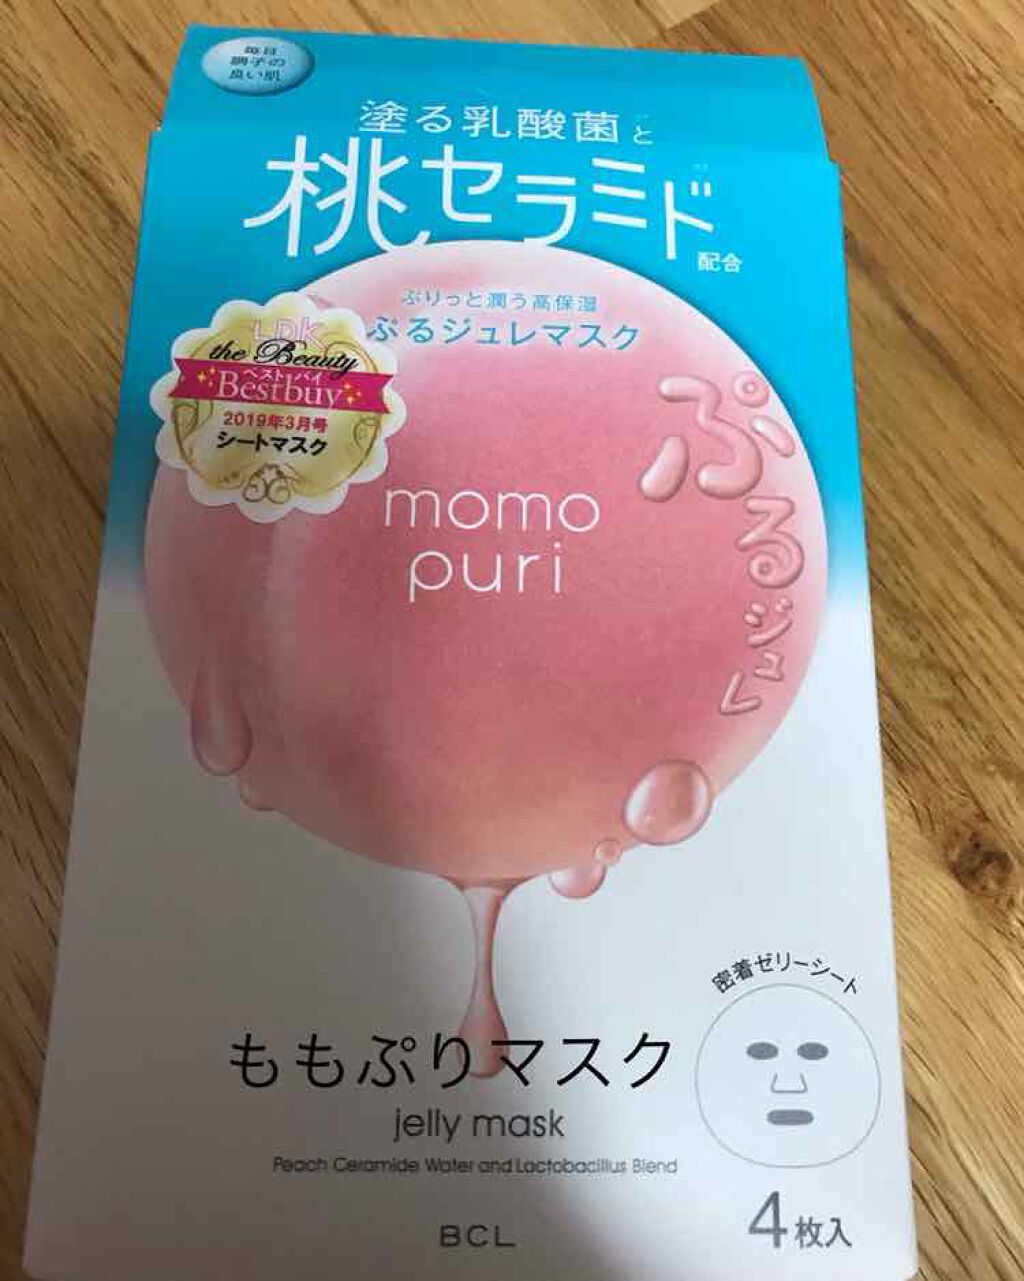 毎日
調子の
良い肌
塗る乳酸菌と
桃セラミド
配合
ぷりっと潤う高保湿
ぷるジュレマスク
LDK
the Beauty
ベストバイ
Bestbuy
2019年3月号
シートマスク
ぷるジュレ
momo
puri
密着ゼリーシート
ももぷりマスク
jelly mask
Peach Ceramide Water and Lactobacillus Blend
BCL
4枚入